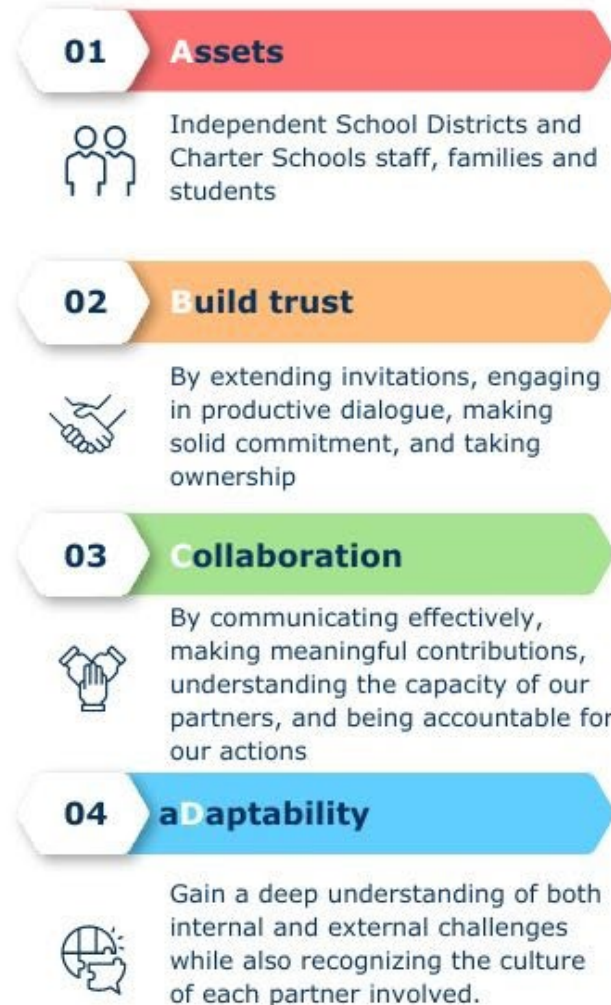 01 Assets
Independent School Districts and
Charter Schools staff, families and
students
02 Build trust
By extending invitations, engaging
in productive dialogue, making
solid commitment, and taking
ownership
03 Collaboration
By communicating effectively,
making meaningful contributions,
understanding the capacity of our
partners, and being accountable for
our actions
04 aDaptability
Gain a deep understanding of both
internal and external challenges
while also recognizing the culture
of each partner involved.